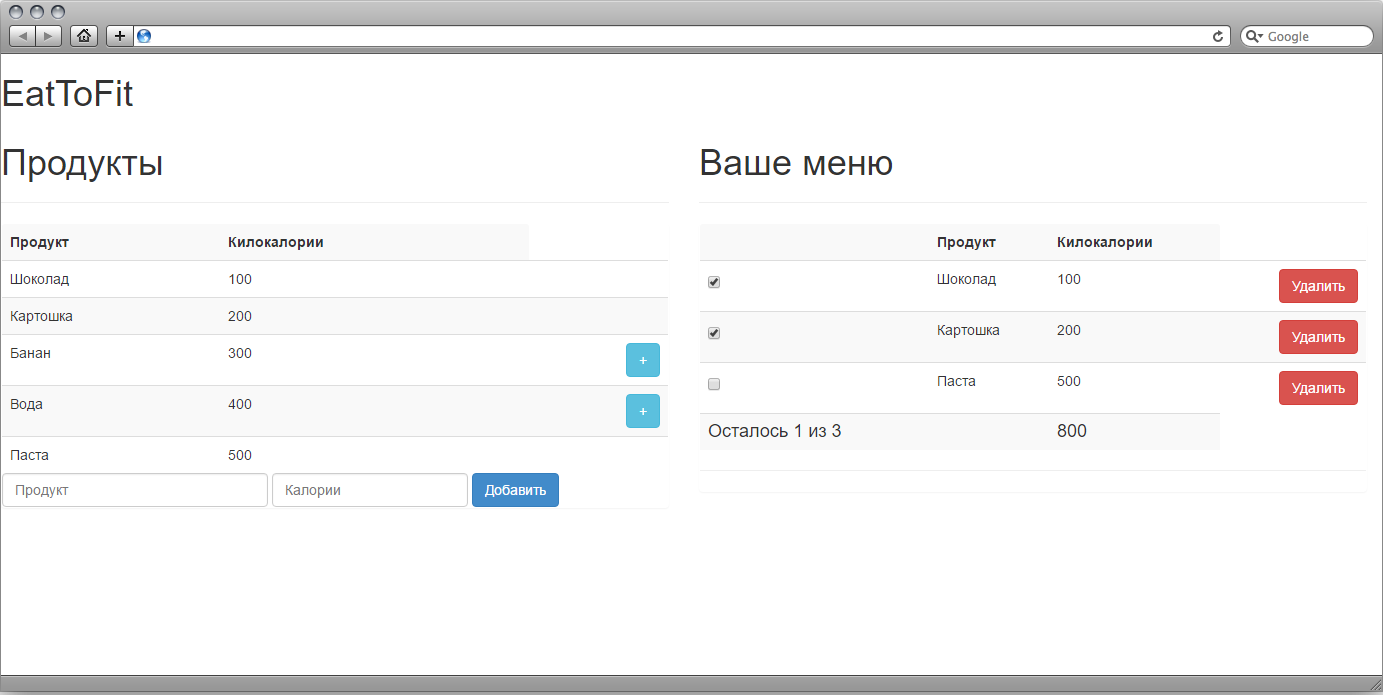 Google
EatToFit
Продукты
Продукт Килокалории
Шоколад 100
Картошка 200
Банан 300 +
Вода 400 +
Паста 500
Продукт Калории Добавить
Ваше меню
Продукт Килокалории
Шоколад 100 Удалить
Картошка 200 Удалить
Паста 500 Удалить
Осталось 1 из 3 800